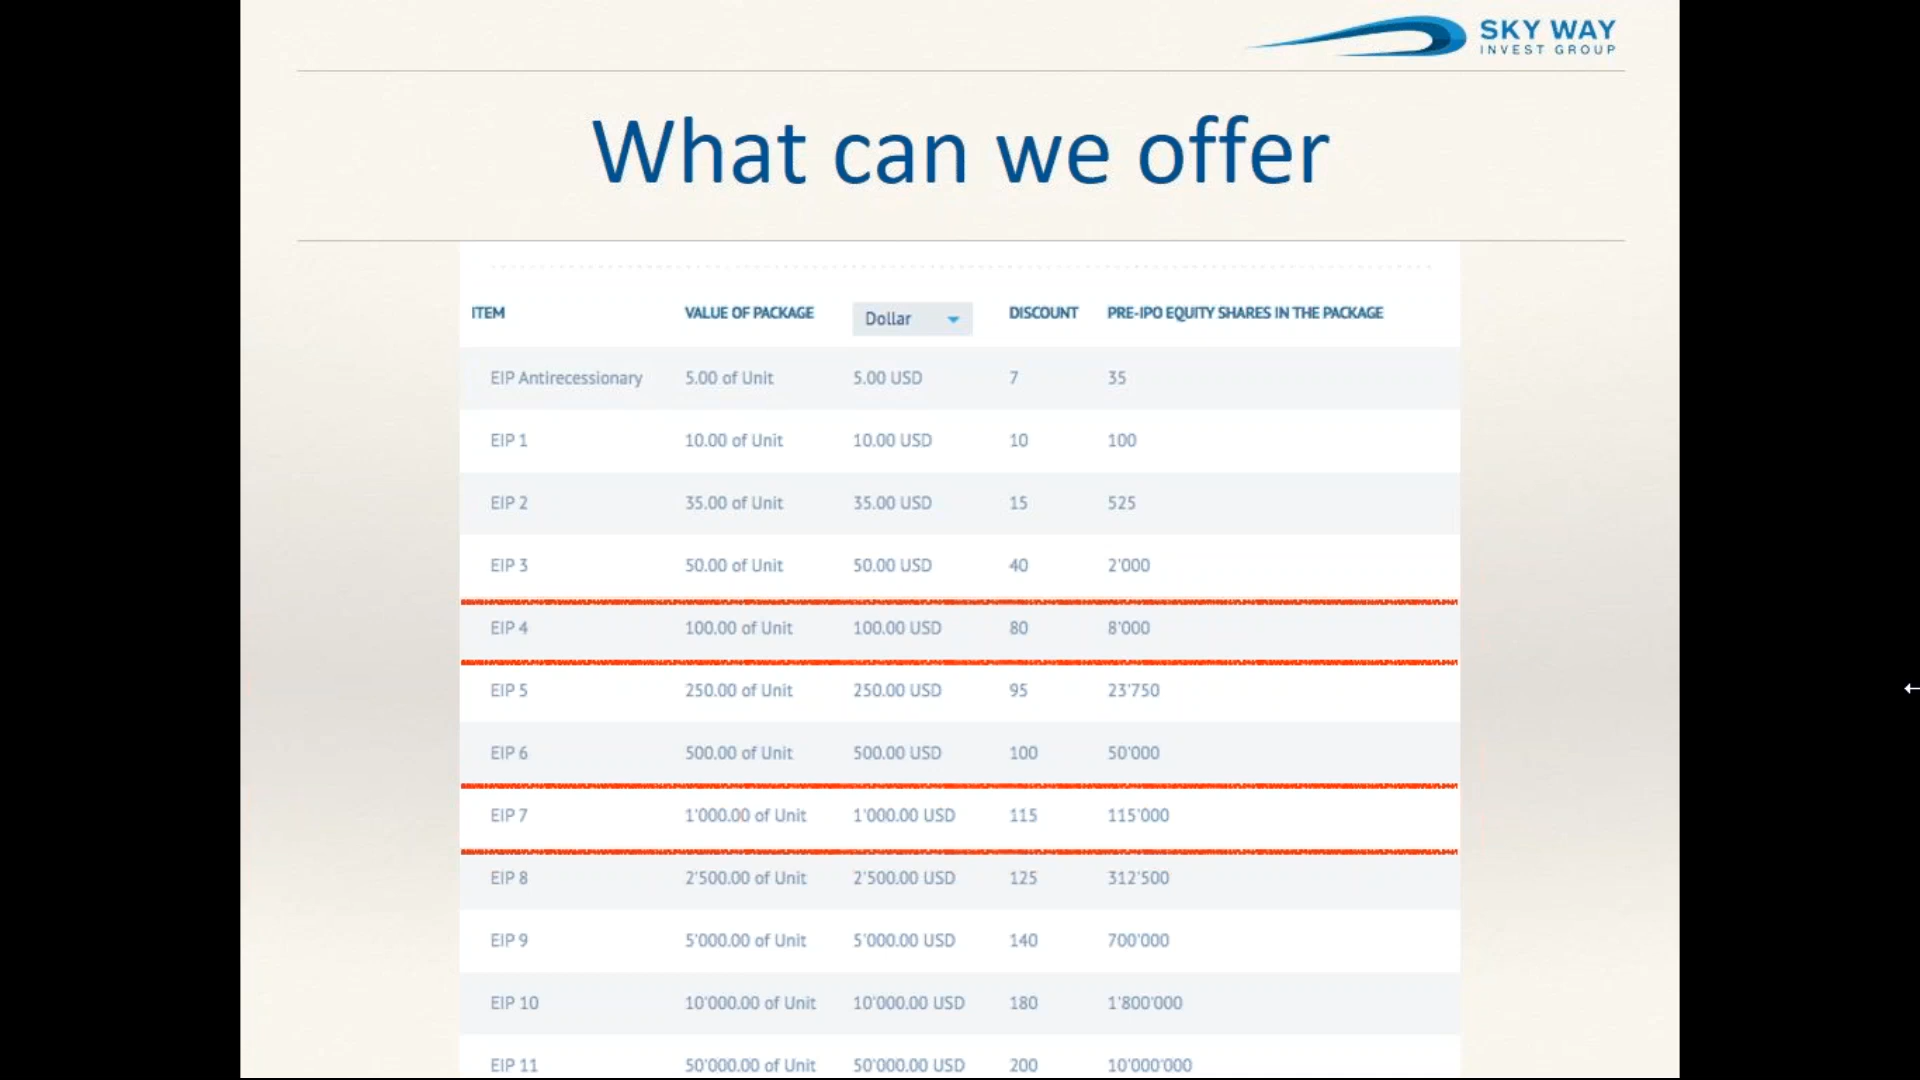 SKY WAY
INVEST GROUP
What can we offer
ITEM VALUE OF PACKAGE Dollar DISCOUNT PRE-IPO EQUITY SHARES IN THE PACKAGE
EIP Antirecessionary 5.00 of Unit 5.00 USD 7 35
EIP 1 10.00 of Unit 10.00 USD 10 100
EIP 2 35.00 of Unit 35.00 USD 15 525
EIP 3 50.00 of Unit 50.00 USD 40 2'000
EIP 4 100.00 of Unit 100.00 USD 80 8'000
EIP 5 250.00 of Unit 250.00 USD 95 23'750
EIP 6 500.00 of Unit 500.00 USD 100 50'000
EIP 7 1'000.00 of Unit 1'000.00 USD 115 115'000
EIP 8 2'500.00 of Unit 2'500.00 USD 125 312'500
EIP 9 5'000.00 of Unit 5'000.00 USD 140 700'000
EIP 10 10'000.00 of Unit 10'000.00 USD 180 1'800'000
EIP 11 50'000.00 of Unit 50'000.00 USD 200 10'000'000